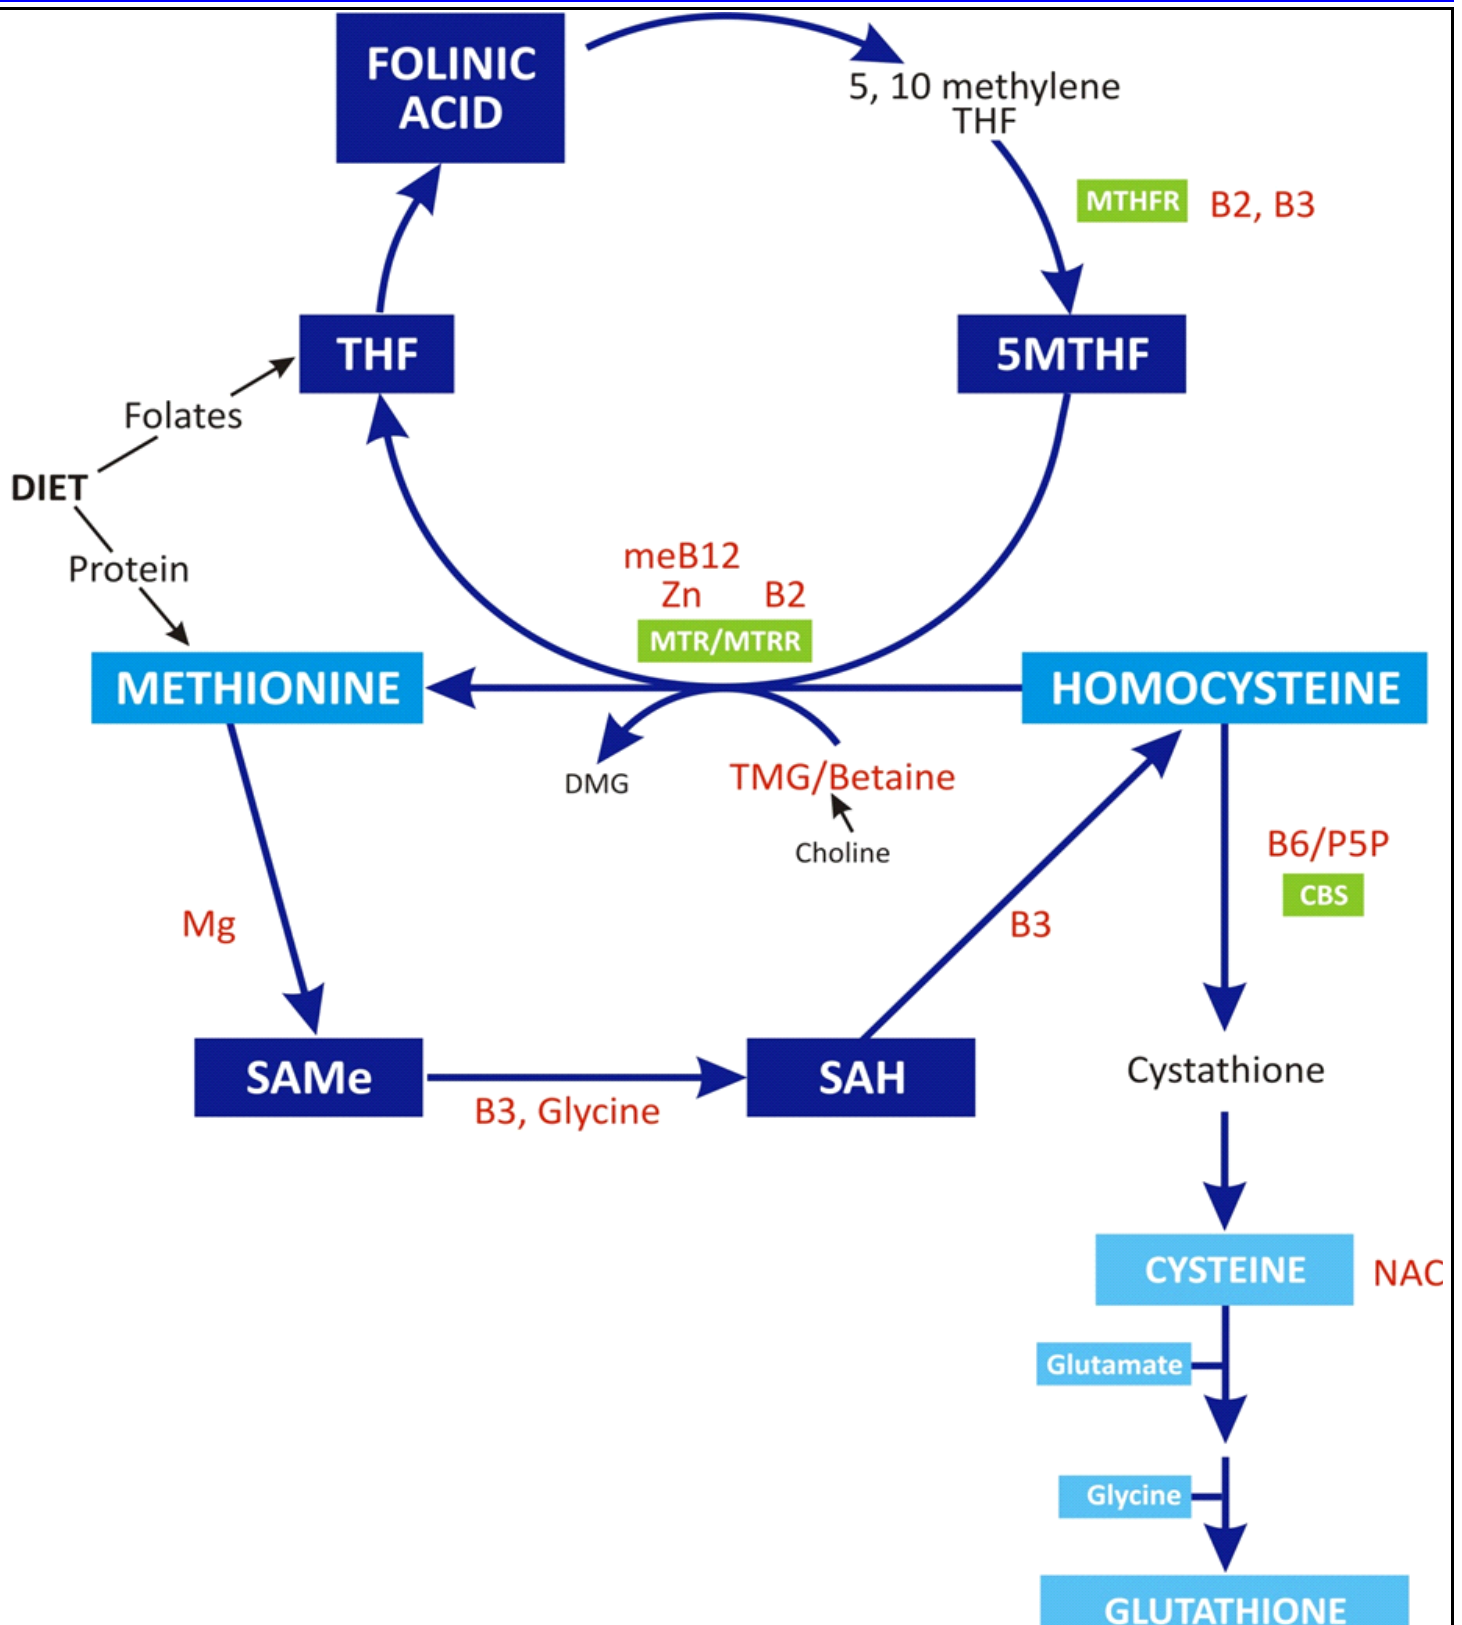 FOLINIC
ACID
5, 10 methylene
THF
MTHFR
B2, B3
THF
5MTHF
Folates
DIET
Protein
meB12
Zn
B2
MTR/MTRR
METHIONINE
HOMOCYSTEINE
DMG
TMG/Betaine
Choline
B6/P5P
CBS
Mg
B3
SAMe
B3, Glycine
SAH
Cystathione
CYSTEINE
NAC
Glutamate
Glycine
GLUTATHIONE